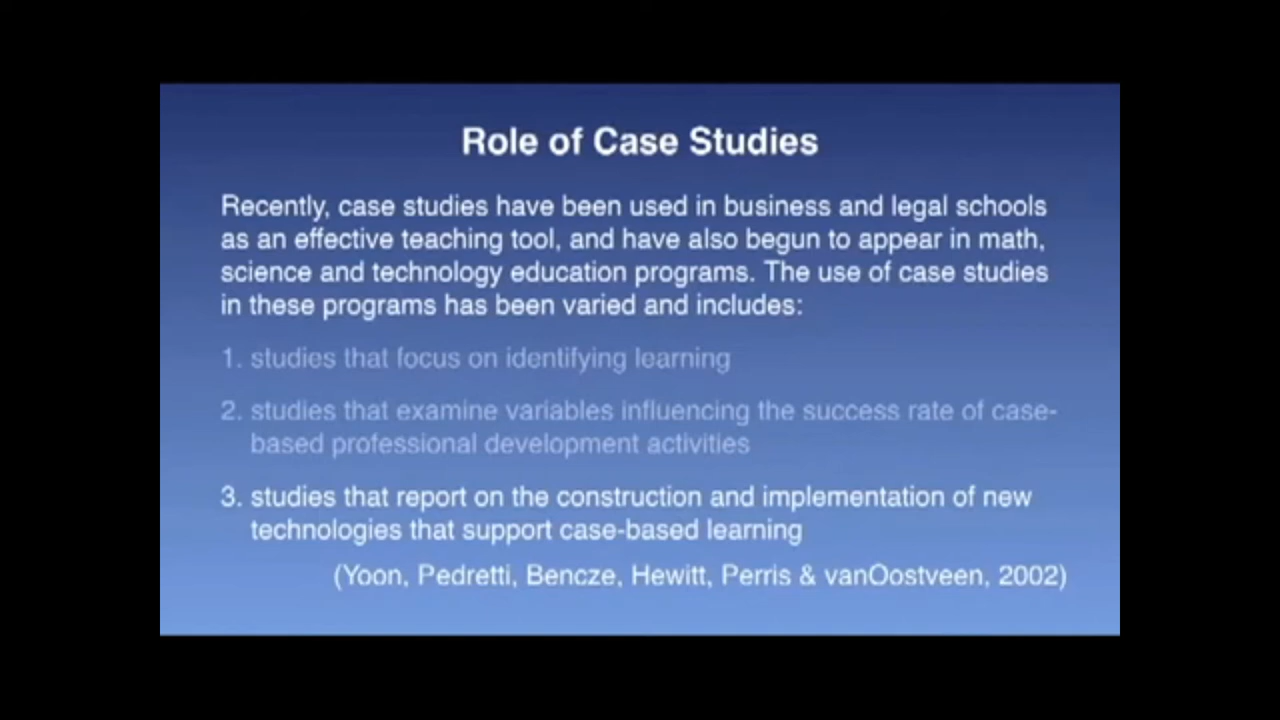 Role of Case Studies
Recently, case studies have been used in business and legal schools
as an effective teaching tool, and have also begun to appear in math,
science and technology education programs. The use of case studies
in these programs has been varied and includes:
1. studies that focus on identifying learning
2. studies that examine variables influencing the success rate of case-
based professional development activities
3. studies that report on the construction and implementation of new
technologies that support case-based learning
(Yoon, Pedretti, Bencze, Hewitt, Perris & vanOostveen, 2002)